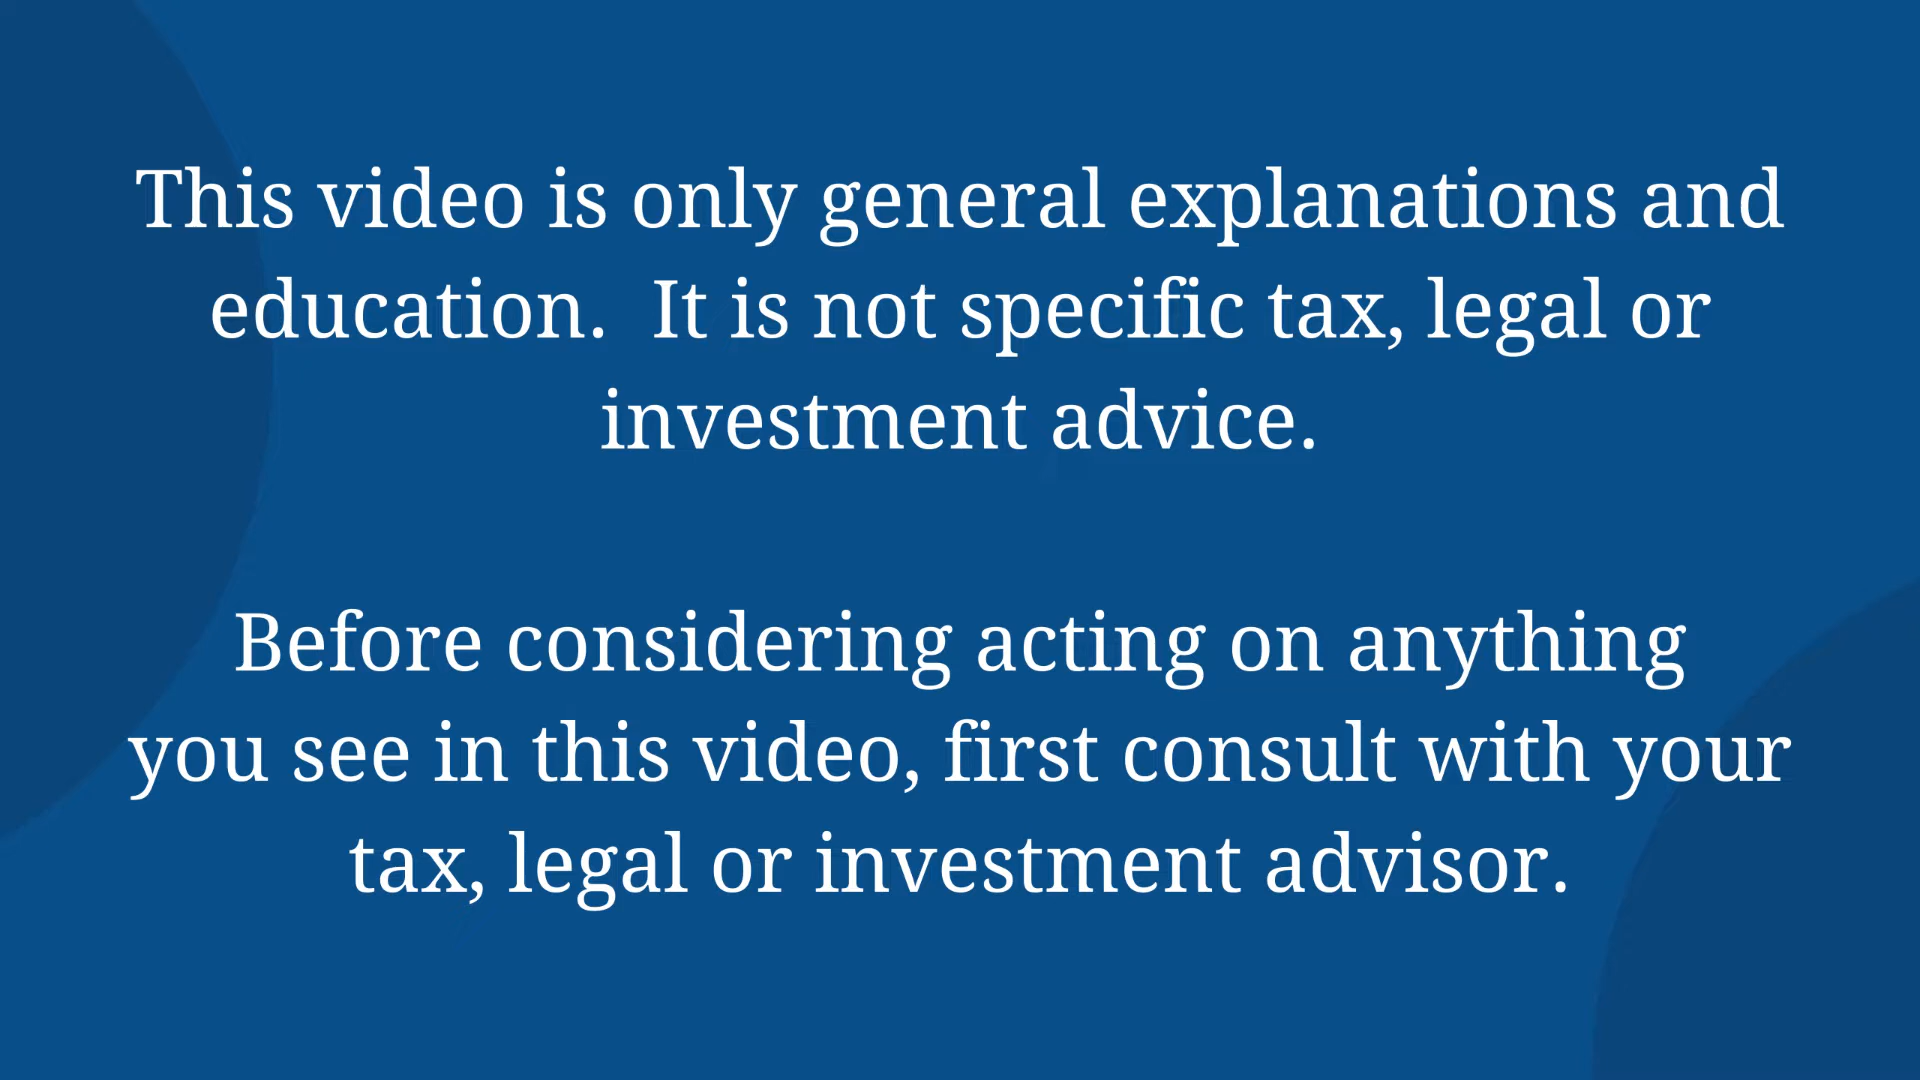 This video is only general explanations and
education.  It is not specific tax, legal or
investment advice.
Before considering acting on anything
you see in this video, first consult with your
tax, legal or investment advisor.